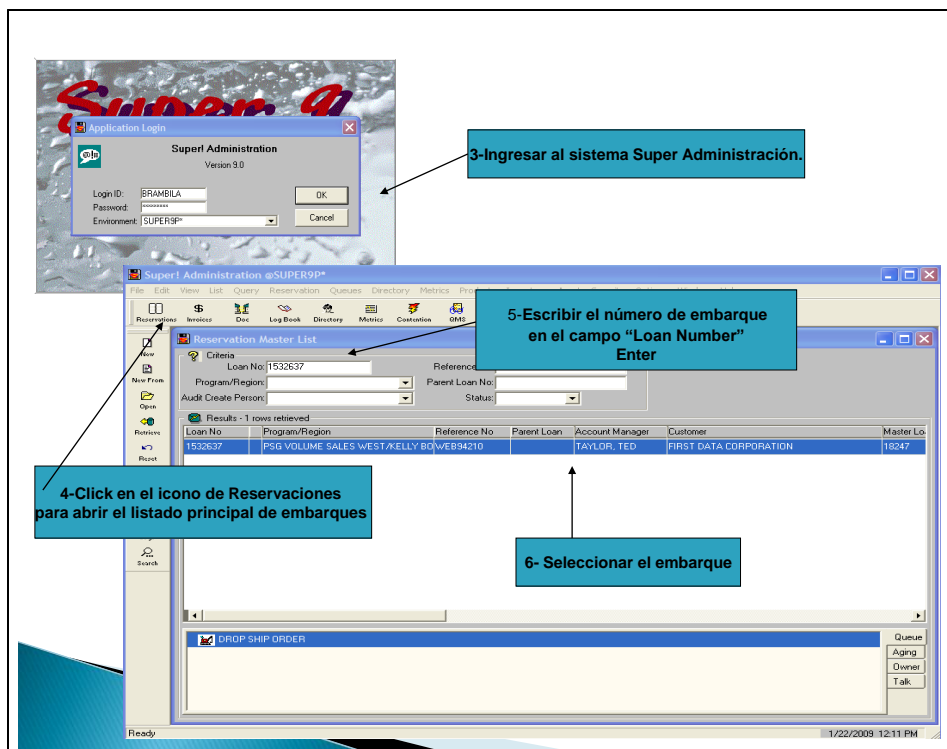 Super 9
Application Login
Super! Administration
Version 9.0
Login ID: BRAMBILA
Password: ********
Environment: SUPER9P*
OK
Cancel
3-Ingresar al sistema Super Administración.
Super! Administration @SUPER9P*
File Edit View List Query Reservation Queues Directory Metrics
Reservations Invoices Doc Log Book Directory Metrics Contention QMS
5-Escribir el número de embarque
en el campo “Loan Number”
Enter
New
New From
Open
Retrieve
Reset
Search
Reservation Master List
Criteria
Loan No: 1532637
Reference
Program/Region:
Parent Loan No:
Audit Create Person:
Status:
Results - 1 rows retrieved
Loan No Program/Region Reference No Parent Loan Account Manager Customer Master Lo
1532637 PSG VOLUME SALES WEST/KELLY BO WEB94210 TAYLOR, TED FIRST DATA CORPORATION 18247
4-Click en el icono de Reservaciones
para abrir el listado principal de embarques
6- Seleccionar el embarque
DROP SHIP ORDER
Queue
Aging
Owner
Talk
Ready
1/22/2009 12:11 PM